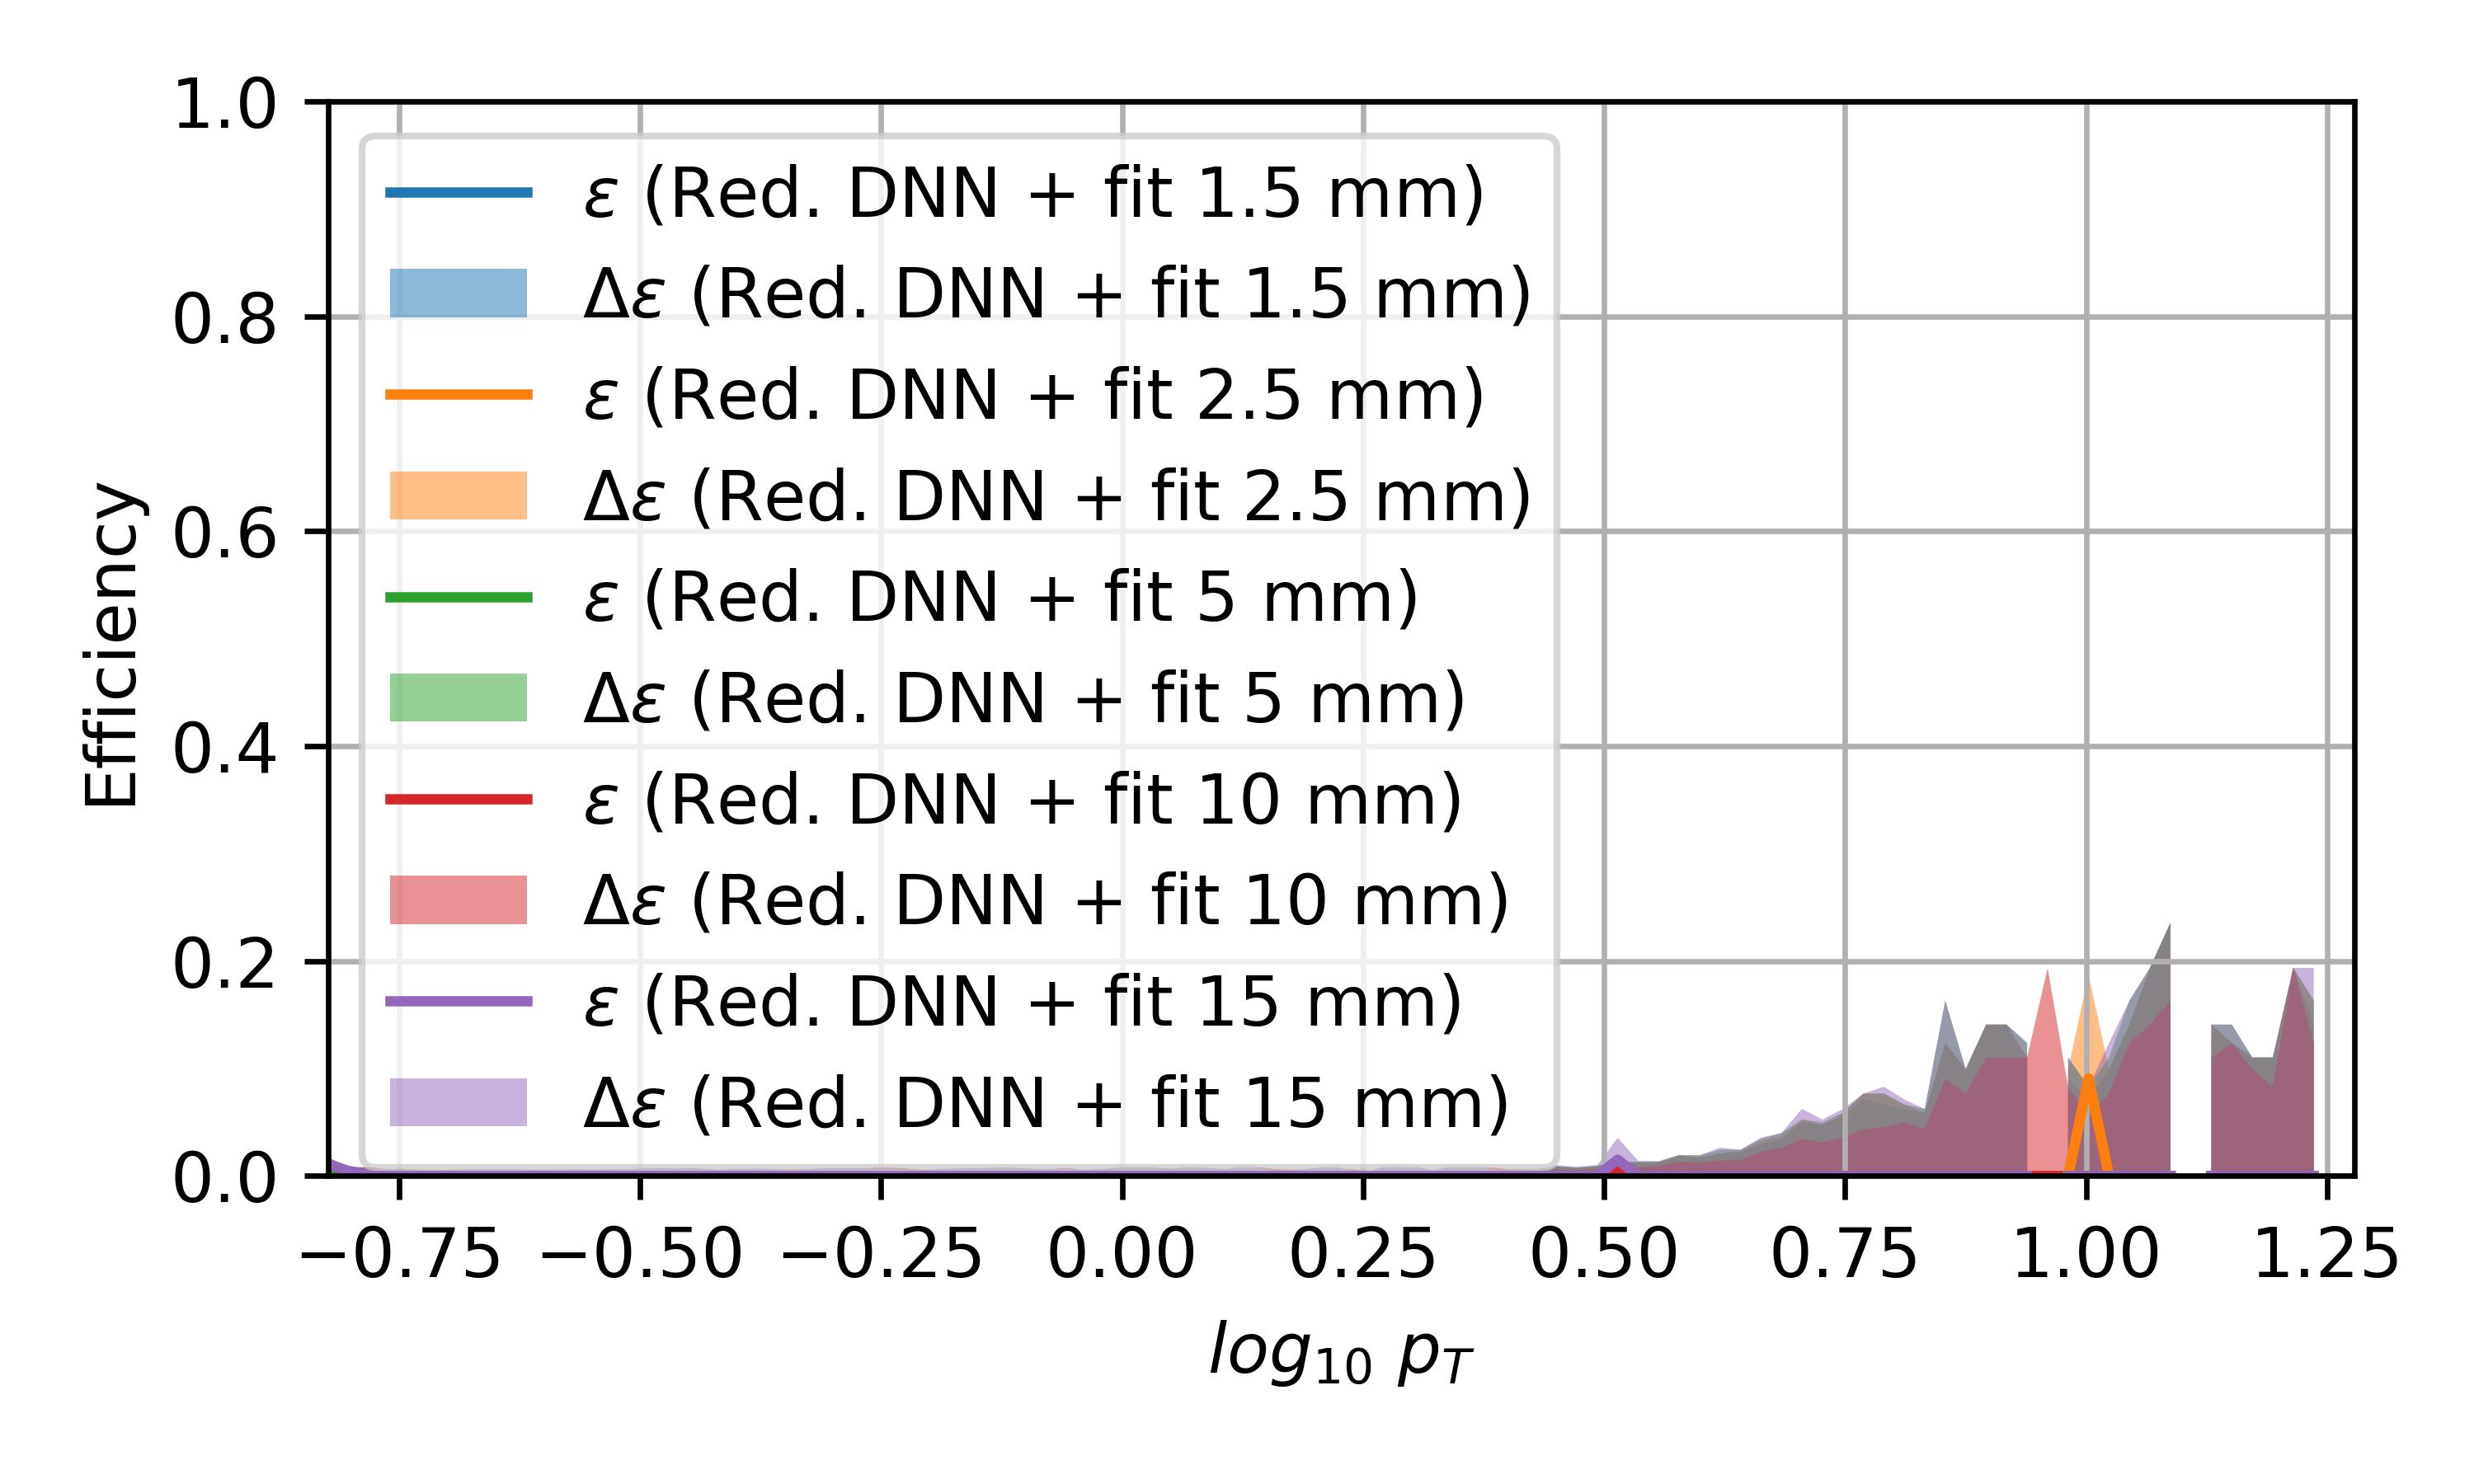 1.0
0.8
0.6
0.4
0.2
0.0
Efficiency
ε (Red. DNN + fit 1.5 mm)
Δε (Red. DNN + fit 1.5 mm)
ε (Red. DNN + fit 2.5 mm)
Δε (Red. DNN + fit 2.5 mm)
ε (Red. DNN + fit 5 mm)
Δε (Red. DNN + fit 5 mm)
ε (Red. DNN + fit 10 mm)
Δε (Red. DNN + fit 10 mm)
ε (Red. DNN + fit 15 mm)
Δε (Red. DNN + fit 15 mm)
−0.75 −0.50 −0.25 0.00 0.25 0.50 0.75 1.00 1.25
log₁₀ p_T